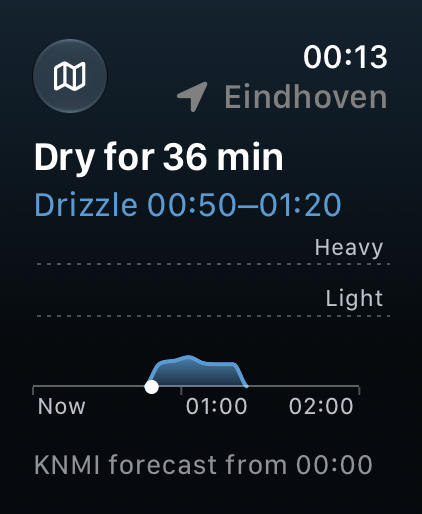 00:13
Eindhoven
Dry for 36 min
Drizzle 00:50–01:20
Heavy
Light
Now 01:00 02:00
KNMI forecast from 00:00